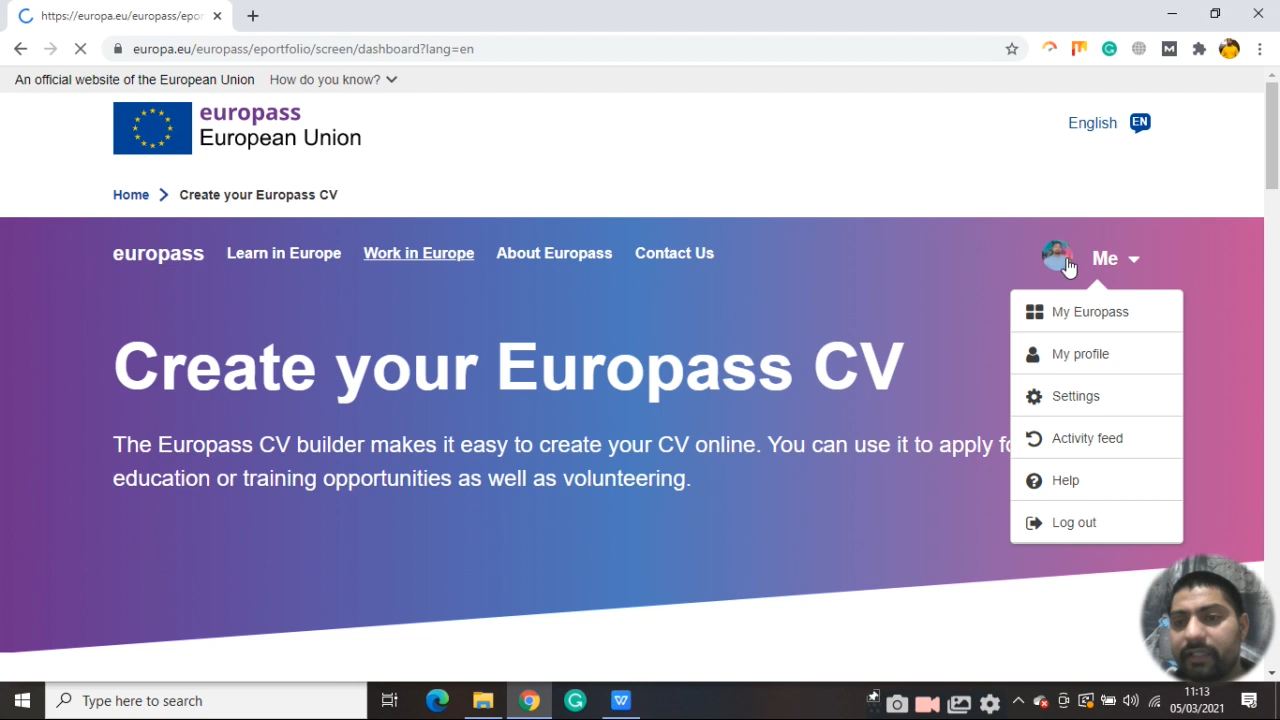 https://europa.eu/europass/epor
europa.eu/europass/eportfolio/screen/dashboard?lang=en
An official website of the European Union How do you know?
europass
European Union
English EN
Home Create your Europass CV
europass Learn in Europe Work in Europe About Europass Contact Us Me
My Europass
My profile
Settings
Activity feed
Help
Log out
Create your Europass CV
The Europass CV builder makes it easy to create your CV online. You can use it to apply
education or training opportunities as well as volunteering.
Type here to search
11:13
05/03/2021